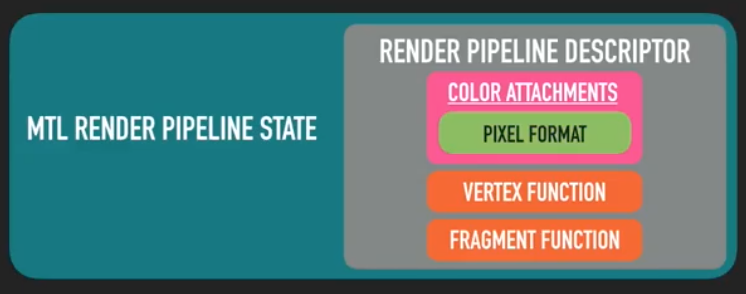 RENDER PIPELINE DESCRIPTOR
COLOR ATTACHMENTS
MTL RENDER PIPELINE STATE
PIXEL FORMAT
VERTEX FUNCTION
FRAGMENT FUNCTION